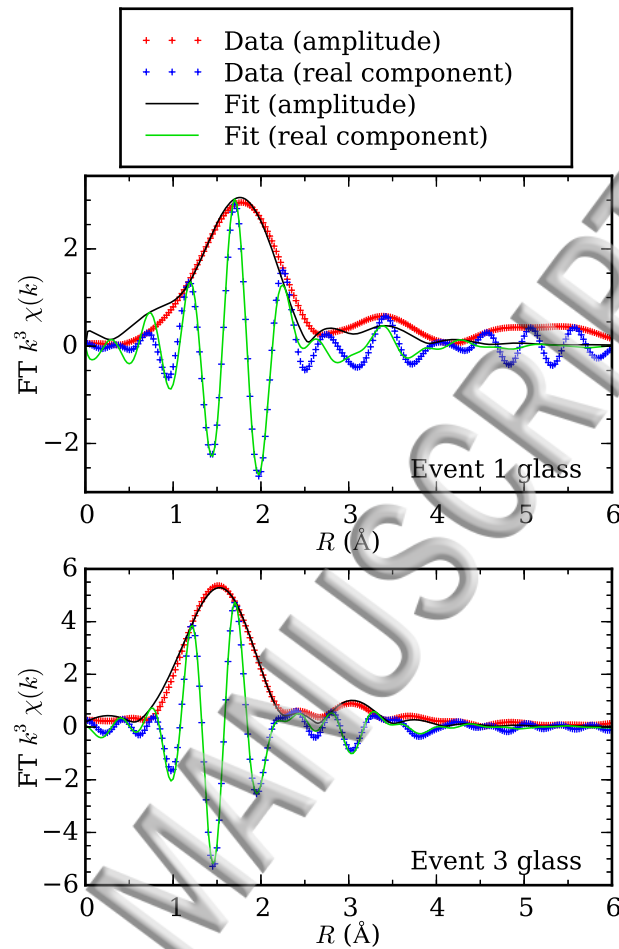 Data (amplitude)
Data (real component)
Fit (amplitude)
Fit (real component)
2
0
−2
FT k³ χ(k)
Event 1 glass
0 1 2 3 4 5 6
R (Å)
6
4
2
0
−2
−4
−6
FT k³ χ(k)
Event 3 glass
0 1 2 3 4 5 6
R (Å)
MANUSCRIPT